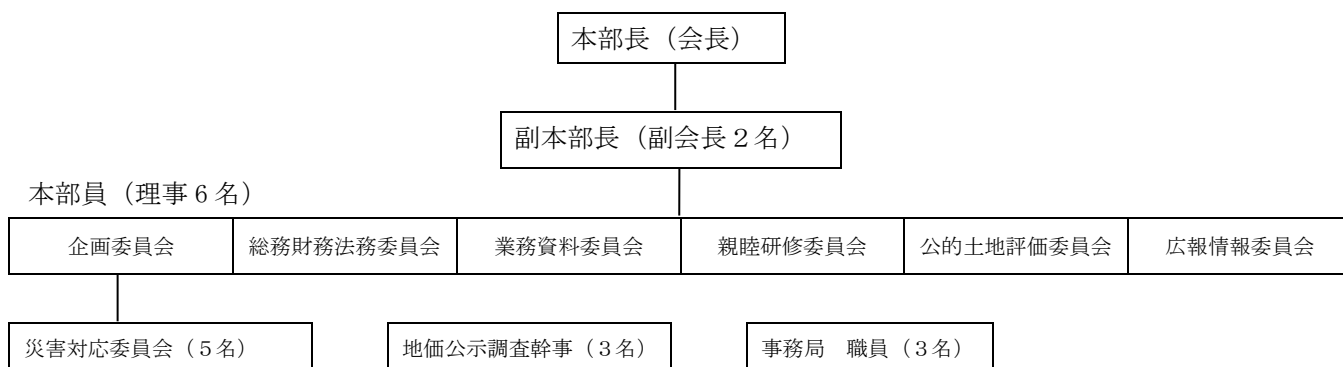 本部長（会長）
副本部長（副会長２名）
本部員（理事６名）
企画委員会
総務財務法務委員会
業務資料委員会
親睦研修委員会
公的土地評価委員会
広報情報委員会
災害対応委員会（５名）
地価公示調査幹事（３名）
事務局　職員（３名）